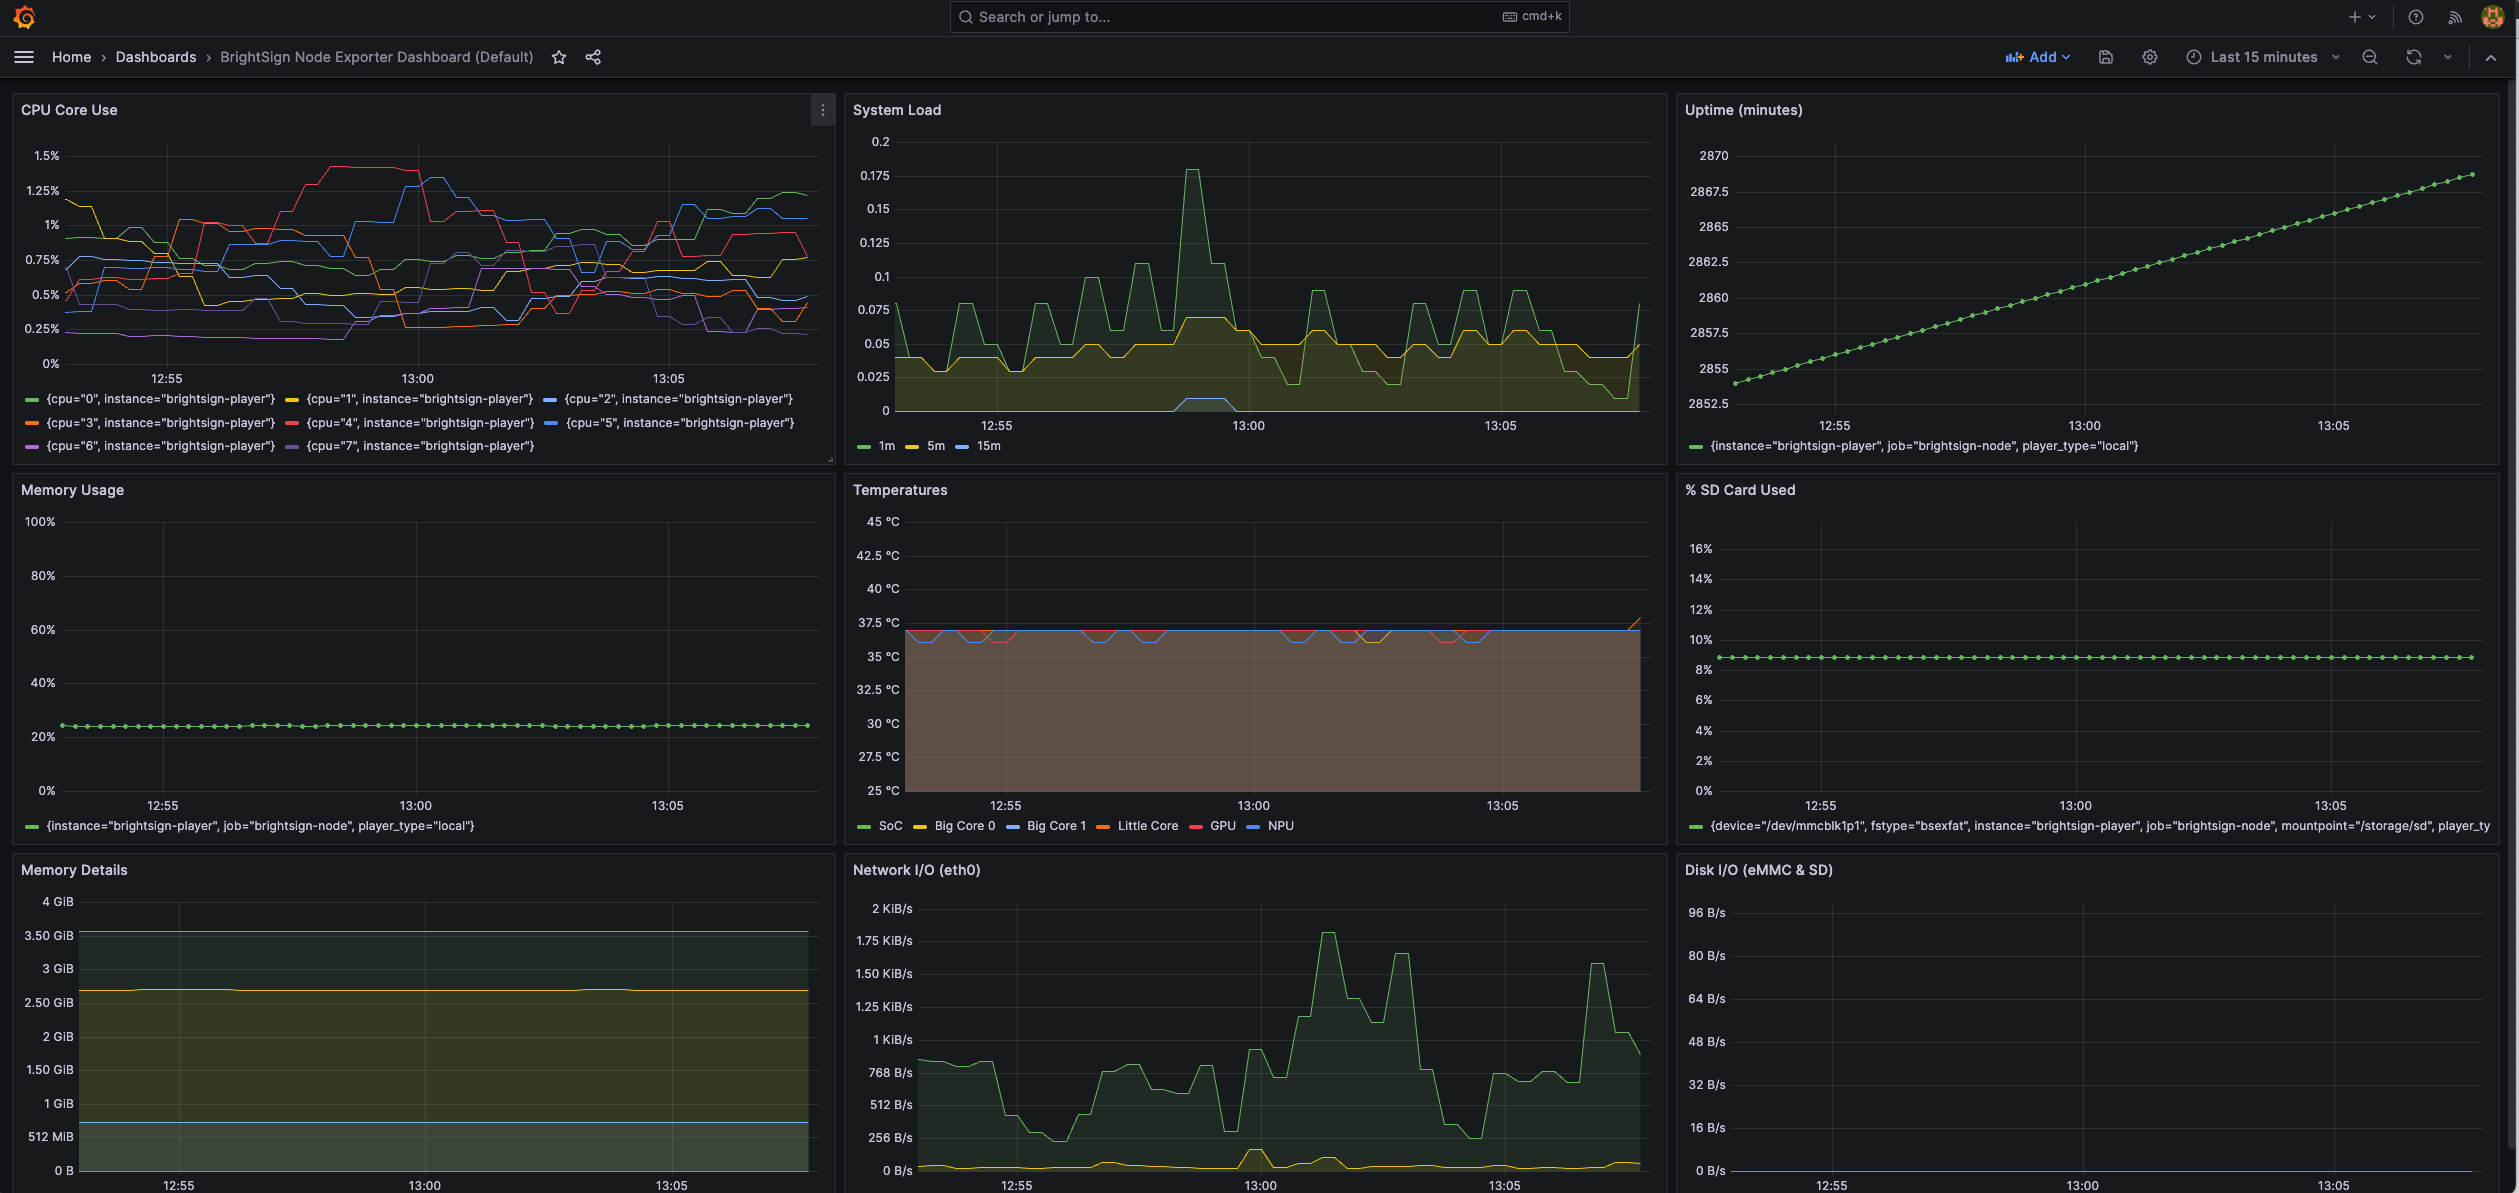 Search or jump to...
cmd+k
Home › Dashboards › BrightSign Node Exporter Dashboard (Default)
Add
Last 15 minutes
CPU Core Use
1.5%
1.25%
1%
0.75%
0.5%
0.25%
0%
12:55 13:00 13:05
{cpu="0", instance="brightsign-player"} {cpu="1", instance="brightsign-player"} {cpu="2", instance="brightsign-player"}
{cpu="3", instance="brightsign-player"} {cpu="4", instance="brightsign-player"} {cpu="5", instance="brightsign-player"}
{cpu="6", instance="brightsign-player"} {cpu="7", instance="brightsign-player"}
System Load
0.2
0.175
0.15
0.125
0.1
0.075
0.05
0.025
0
12:55 13:00 13:05
1m 5m 15m
Uptime (minutes)
2870
2867.5
2865
2862.5
2860
2857.5
2855
2852.5
12:55 13:00 13:05
{instance="brightsign-player", job="brightsign-node", player_type="local"}
Memory Usage
100%
80%
60%
40%
20%
0%
12:55 13:00 13:05
{instance="brightsign-player", job="brightsign-node", player_type="local"}
Temperatures
45 °C
42.5 °C
40 °C
37.5 °C
35 °C
32.5 °C
30 °C
27.5 °C
25 °C
12:55 13:00 13:05
SoC Big Core 0 Big Core 1 Little Core GPU NPU
% SD Card Used
16%
14%
12%
10%
8%
6%
4%
2%
0%
12:55 13:00 13:05
{device="/dev/mmcblk1p1", fstype="bsexfat", instance="brightsign-player", job="brightsign-node", mountpoint="/storage/sd", player_ty
Memory Details
4 GiB
3.50 GiB
3 GiB
2.50 GiB
2 GiB
1.50 GiB
1 GiB
512 MiB
0 B
12:55 13:00 13:05
Network I/O (eth0)
2 KiB/s
1.75 KiB/s
1.50 KiB/s
1.25 KiB/s
1 KiB/s
768 B/s
512 B/s
256 B/s
0 B/s
12:55 13:00 13:05
Disk I/O (eMMC & SD)
96 B/s
80 B/s
64 B/s
48 B/s
32 B/s
16 B/s
0 B/s
12:55 13:00 13:05